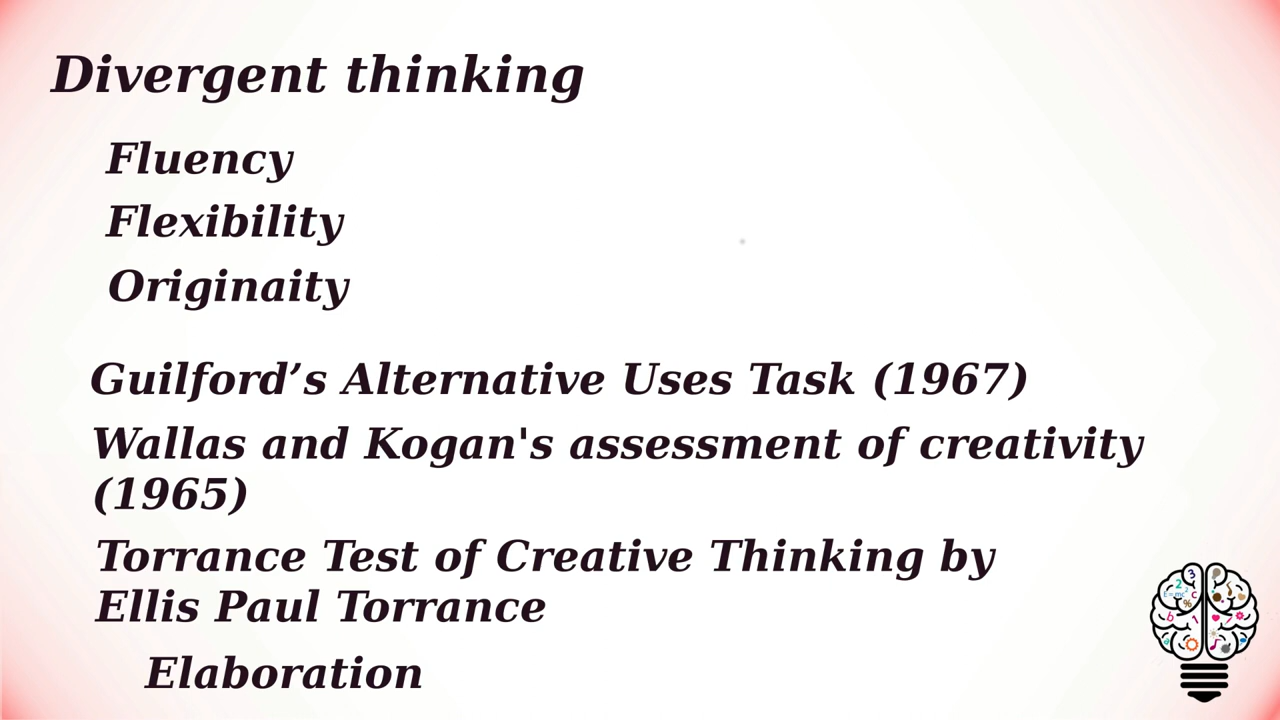 Divergent thinking
Fluency
Flexibility
Originaity
Guilford’s Alternative Uses Task (1967)
Wallas and Kogan's assessment of creativity
(1965)
Torrance Test of Creative Thinking by
Ellis Paul Torrance
Elaboration